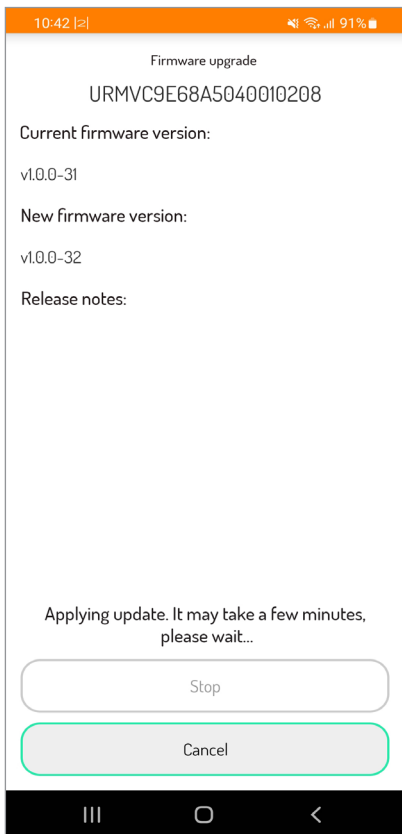 10:42
91%
Firmware upgrade
URMVC9E68A5040010208
Current firmware version:
v1.0.0-31
New firmware version:
v1.0.0-32
Release notes:
Applying update. It may take a few minutes,
please wait...
Stop
Cancel